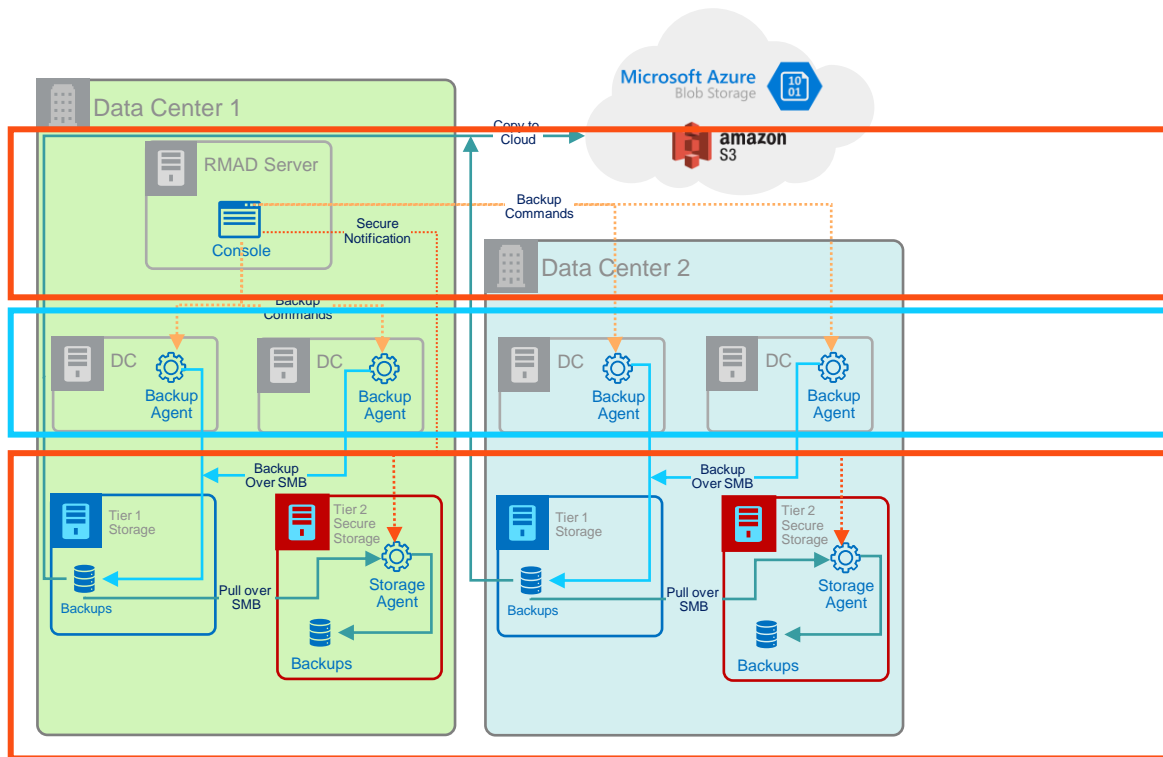 Microsoft Azure
Blob Storage
10
01
amazon
S3
Data Center 1
Copy to
Cloud
RMAD Server
Console
Secure
Notification
Backup
Commands
Data Center 2
Backup
Commands
DC
Backup
Agent
DC
Backup
Agent
DC
Backup
Agent
DC
Backup
Agent
Backup
Over SMB
Backup
Over SMB
Tier 1
Storage
Backups
Pull over
SMB
Tier 2
Secure
Storage
Storage
Agent
Backups
Tier 1
Storage
Backups
Pull over
SMB
Tier 2
Secure
Storage
Storage
Agent
Backups